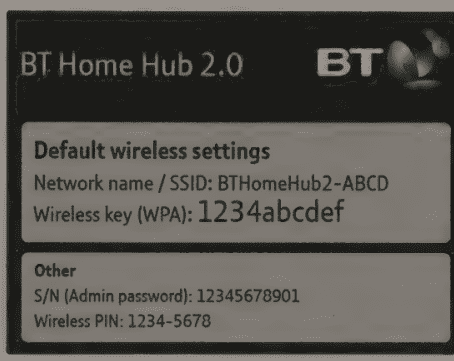 BT Home Hub 2.0
BT
Default wireless settings
Network name / SSID: BTHomeHub2-ABCD
Wireless key (WPA): 1234abcdef
Other
S/N (Admin password): 12345678901
Wireless PIN: 1234-5678